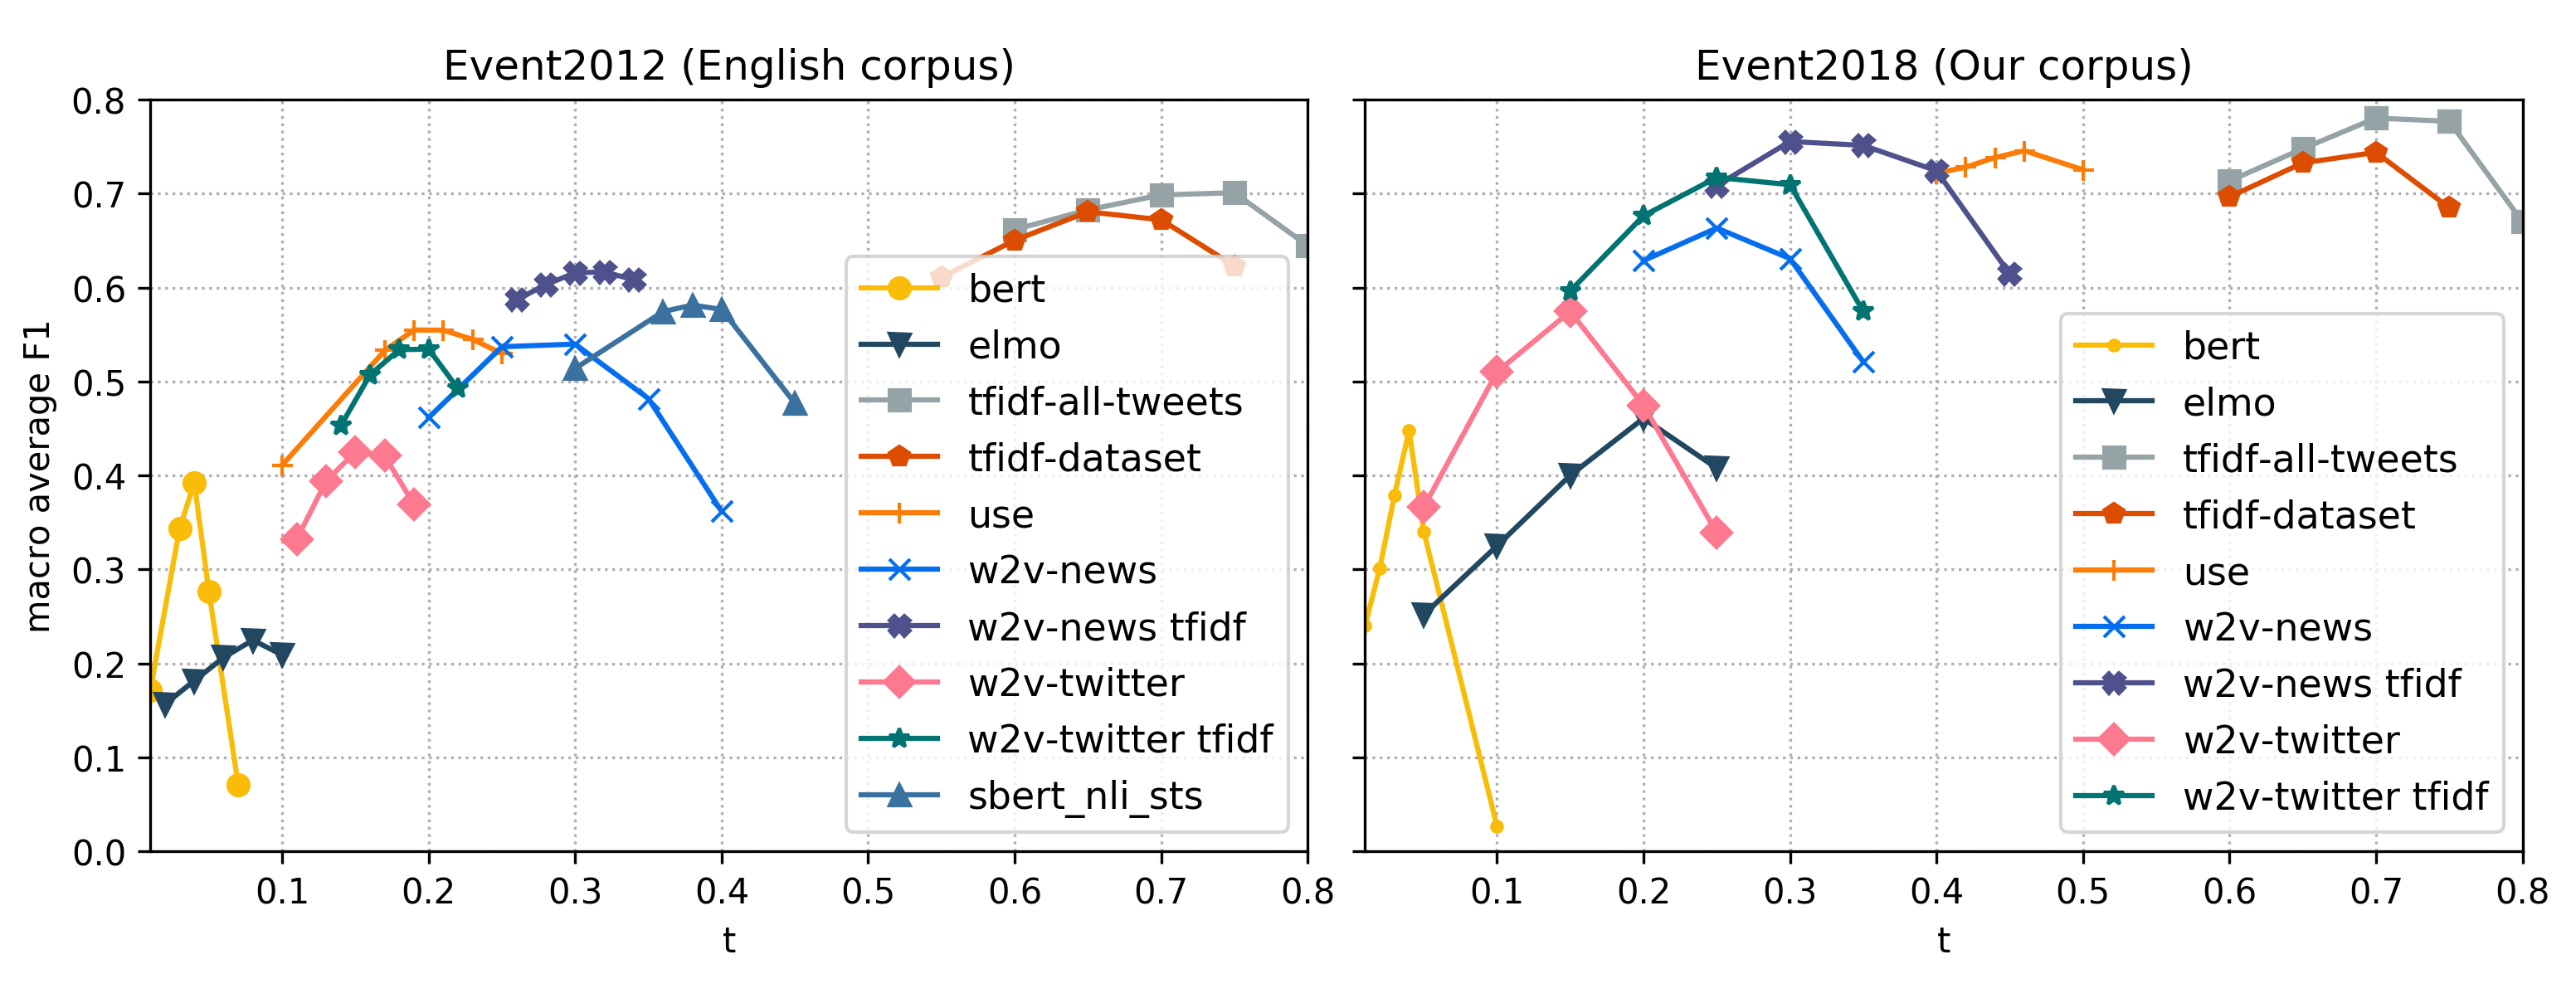 Event2012 (English corpus)
macro average F1
0.8
0.7
0.6
0.5
0.4
0.3
0.2
0.1
0.0
0.1 0.2 0.3 0.4 0.5 0.6 0.7 0.8
t
bert
elmo
tfidf-all-tweets
tfidf-dataset
use
w2v-news
w2v-news tfidf
w2v-twitter
w2v-twitter tfidf
sbert_nli_sts
Event2018 (Our corpus)
0.1 0.2 0.3 0.4 0.5 0.6 0.7 0.8
t
bert
elmo
tfidf-all-tweets
tfidf-dataset
use
w2v-news
w2v-news tfidf
w2v-twitter
w2v-twitter tfidf